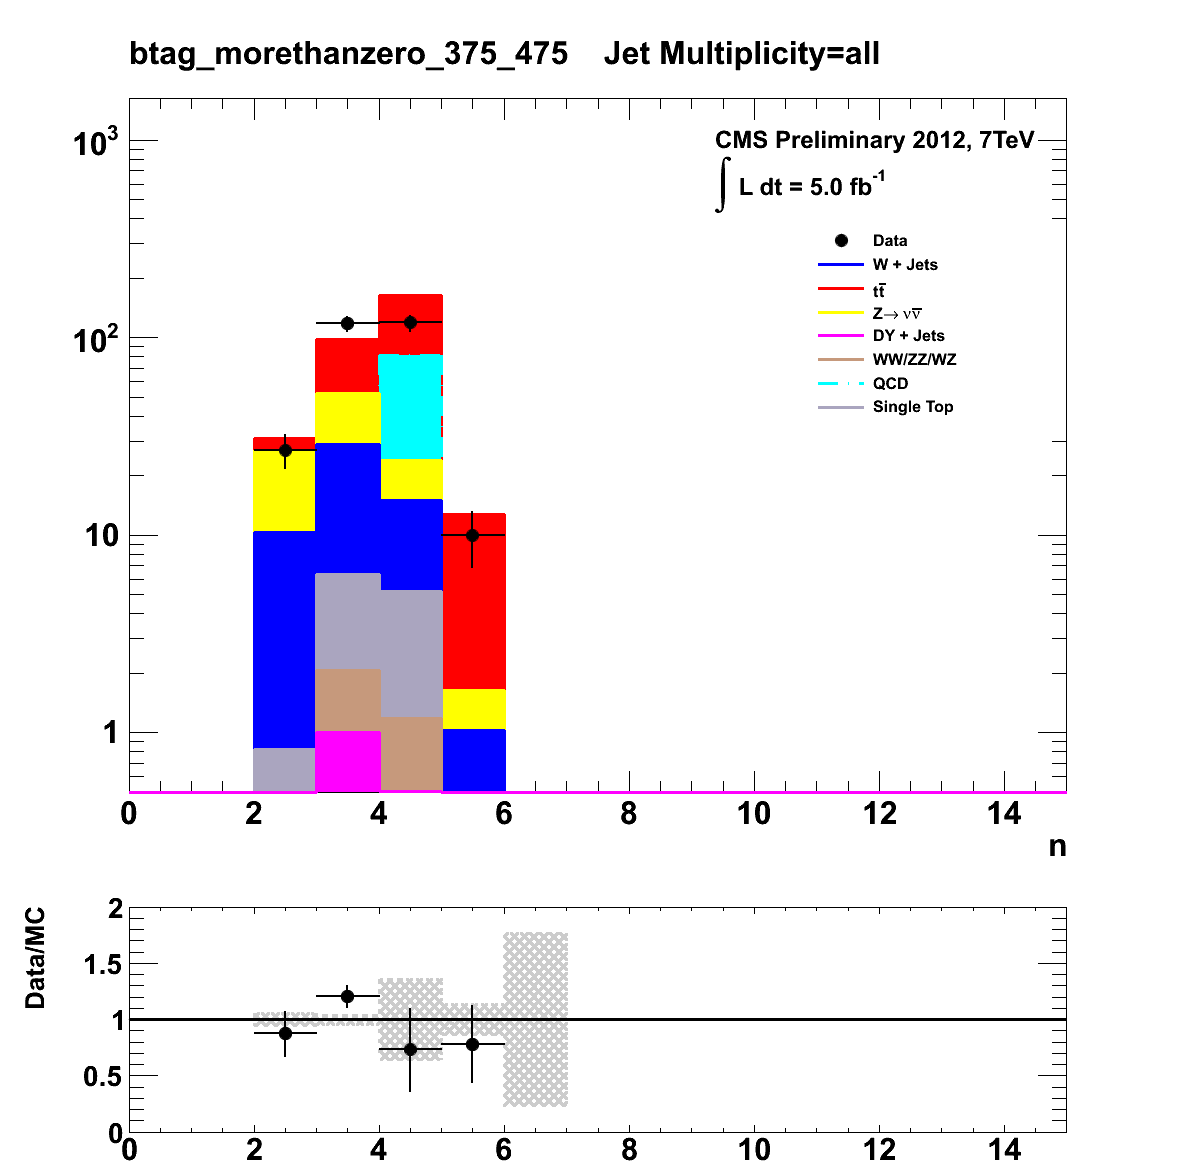 btag_morethanzero_375_475 Jet Multiplicity=all
CMS Preliminary 2012, 7TeV
∫ L dt = 5.0 fb⁻¹
Data
W + Jets
tt̅
Z→ νν̅
DY + Jets
WW/ZZ/WZ
QCD
Single Top
10³
10²
10
1
0 2 4 6 8 10 12 14
n
Data/MC
2
1.5
1
0.5
0
0 2 4 6 8 10 12 14